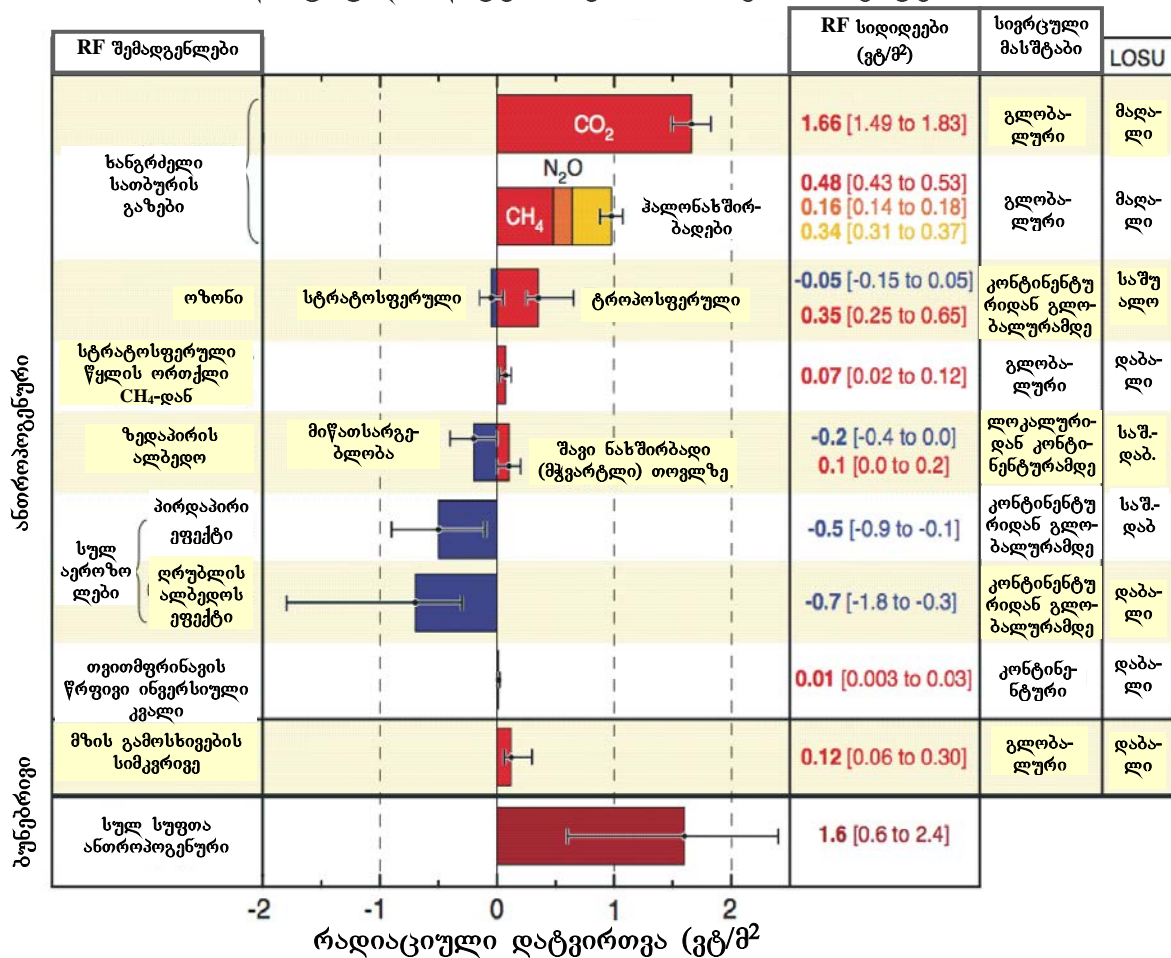 RF შემადგენლები
RF სიდიდეები
(ვტ/მ²)
სივრცული
მასშტაბი
LOSU
ანთროპოგენური
ხანგრძელი
სათბურის
გაზები
CO₂
1.66 [1.49 to 1.83]
გლობა-
ლური
მაღა-
ლი
N₂O
CH₄
ჰალონახშირ-
ბადები
0.48 [0.43 to 0.53]
0.16 [0.14 to 0.18]
0.34 [0.31 to 0.37]
გლობა-
ლური
მაღა-
ლი
ოზონი
სტრატოსფერული
ტროპოსფერული
-0.05 [-0.15 to 0.05]
0.35 [0.25 to 0.65]
კონტინენტუ
რიდან გლო-
ბალურამდე
საშუ
ალო
სტრატოსფერული
წყლის ორთქლი
CH₄-დან
0.07 [0.02 to 0.12]
გლობა-
ლური
დაბა-
ლი
ზედაპირის
ალბედო
მიწათსარგე-
ბლობა
შავი ნახშირბადი
(მჭვარტლი) თოვლზე
-0.2 [-0.4 to 0.0]
0.1 [0.0 to 0.2]
ლოკალური-
დან კონტი-
ნენტურამდე
საშ.-
დაბ.
სულ
აეროზო
ლები
პირდაპირი
ეფექტი
-0.5 [-0.9 to -0.1]
კონტინენტუ
რიდან გლო-
ბალურამდე
საშ.-
დაბ
ღრუბლის
ალბედოს
ეფექტი
-0.7 [-1.8 to -0.3]
კონტინენტუ
რიდან გლო-
ბალურამდე
დაბა-
ლი
თვითმფრინავის
წრფივი ინვერსიული
კვალი
0.01 [0.003 to 0.03]
კონტინე-
ნტური
დაბა-
ლი
ბუნებრივი
მზის გამოსხივების
სიმკვრივე
0.12 [0.06 to 0.30]
გლობა-
ლური
დაბა-
ლი
სულ სუფთა
ანთროპოგენური
1.6 [0.6 to 2.4]
-2 -1 0 1 2
რადიაციული დატვირთვა (ვტ/მ²